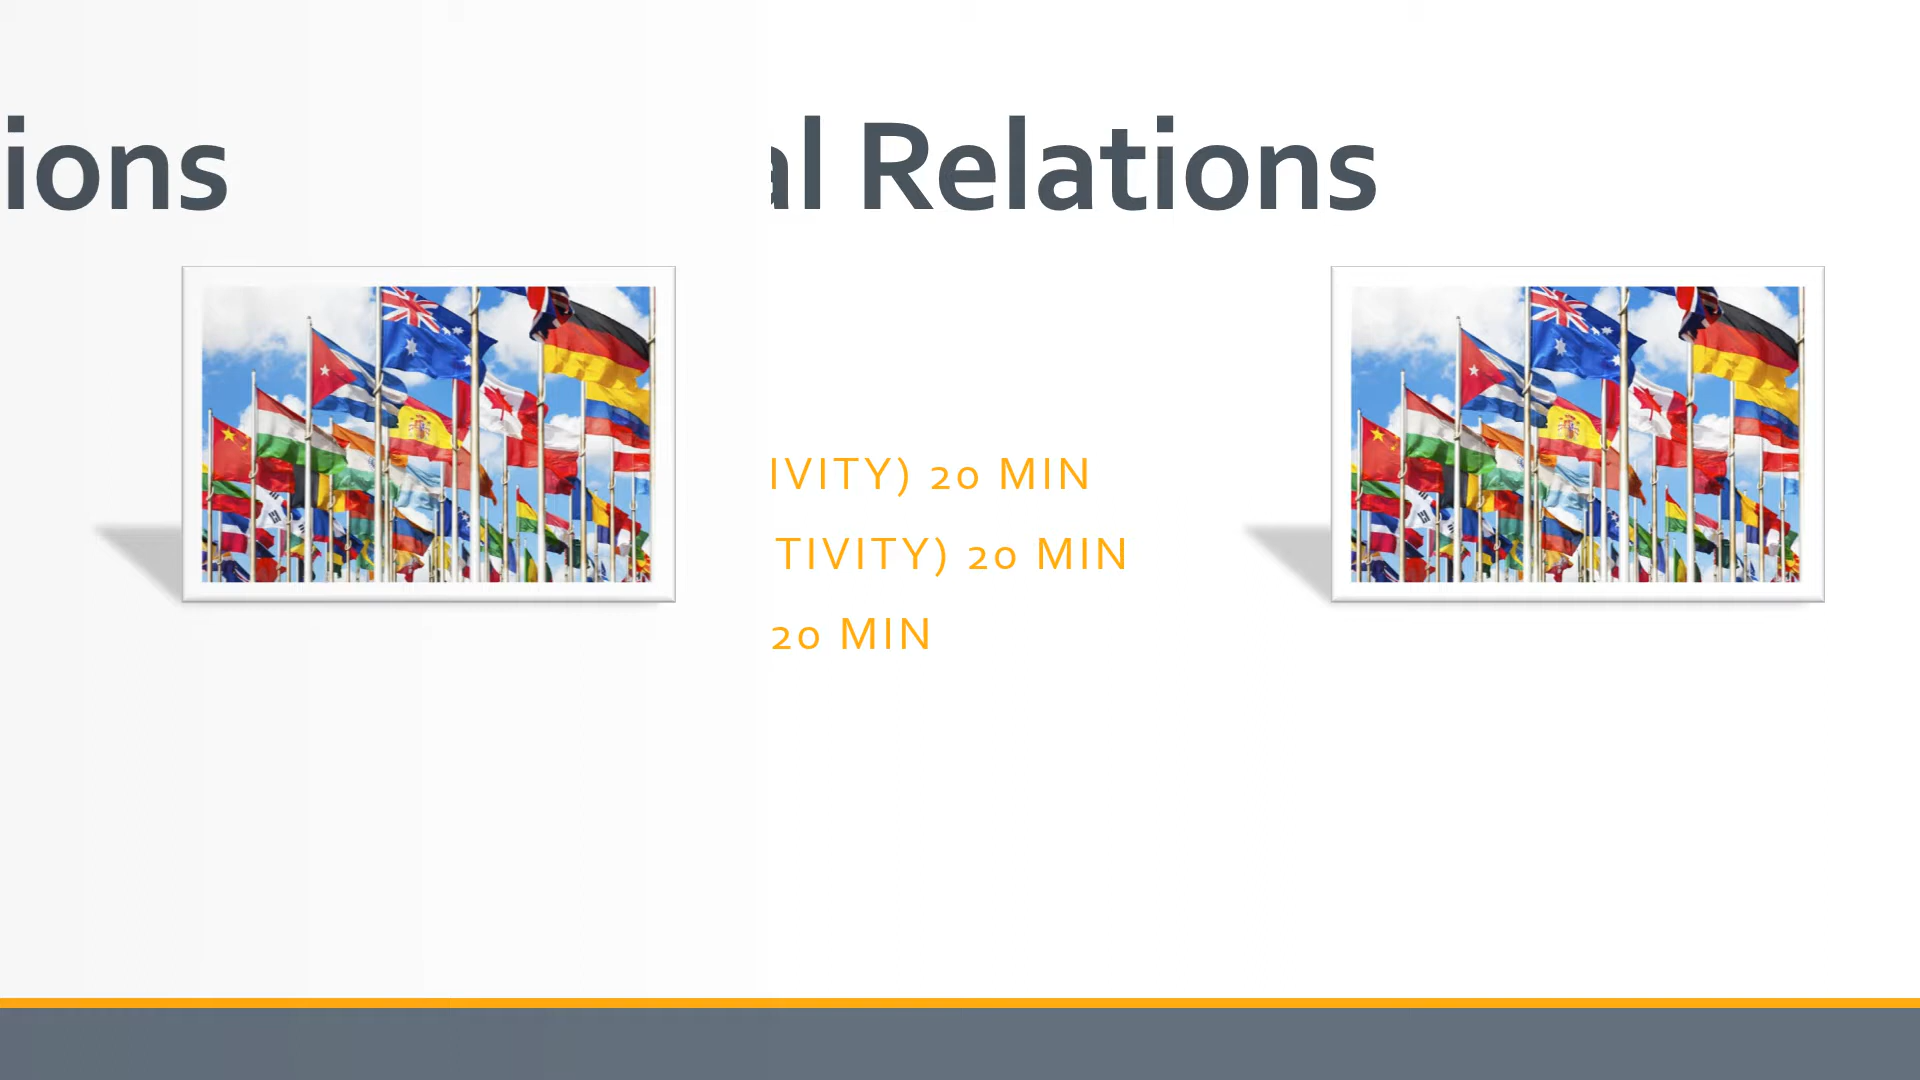 ions
al Relations
IVITY) 20 MIN
TIVITY) 20 MIN
20 MIN